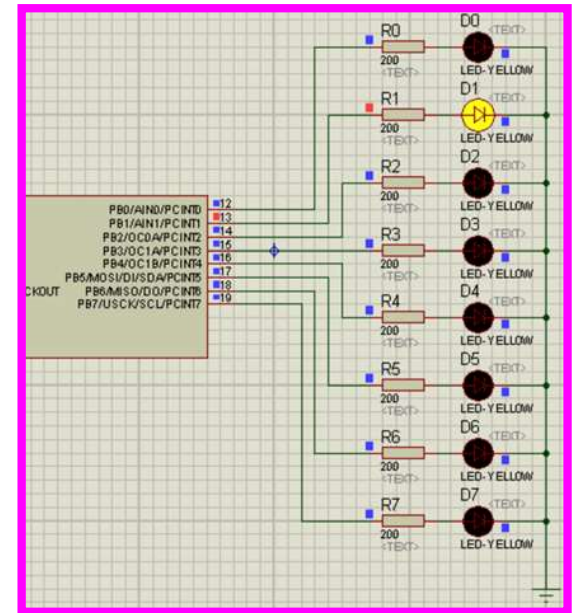 D0
R0
<TEXT>
200
<TEXT>
LED-YELLOW
D1
R1
<TEXT>
200
<TEXT>
LED-YELLOW
D2
R2
<TEXT>
200
<TEXT>
LED-YELLOW
D3
R3
<TEXT>
200
<TEXT>
LED-YELLOW
D4
R4
<TEXT>
200
<TEXT>
LED-YELLOW
D5
R5
<TEXT>
200
<TEXT>
LED-YELLOW
D6
R6
<TEXT>
200
<TEXT>
LED-YELLOW
D7
R7
<TEXT>
200
<TEXT>
LED-YELLOW
PB0/AIN0/PCINT0 12
PB1/AIN1/PCINT1 13
PB2/OC0A/PCINT2 14
PB3/OC1A/PCINT3 15
PB4/OC1B/PCINT4 16
PB5/MOSI/DI/SDA/PCINT5 17
CKOUT PB6/MISO/DO/PCINT6 18
PB7/USCK/SCL/PCINT7 19